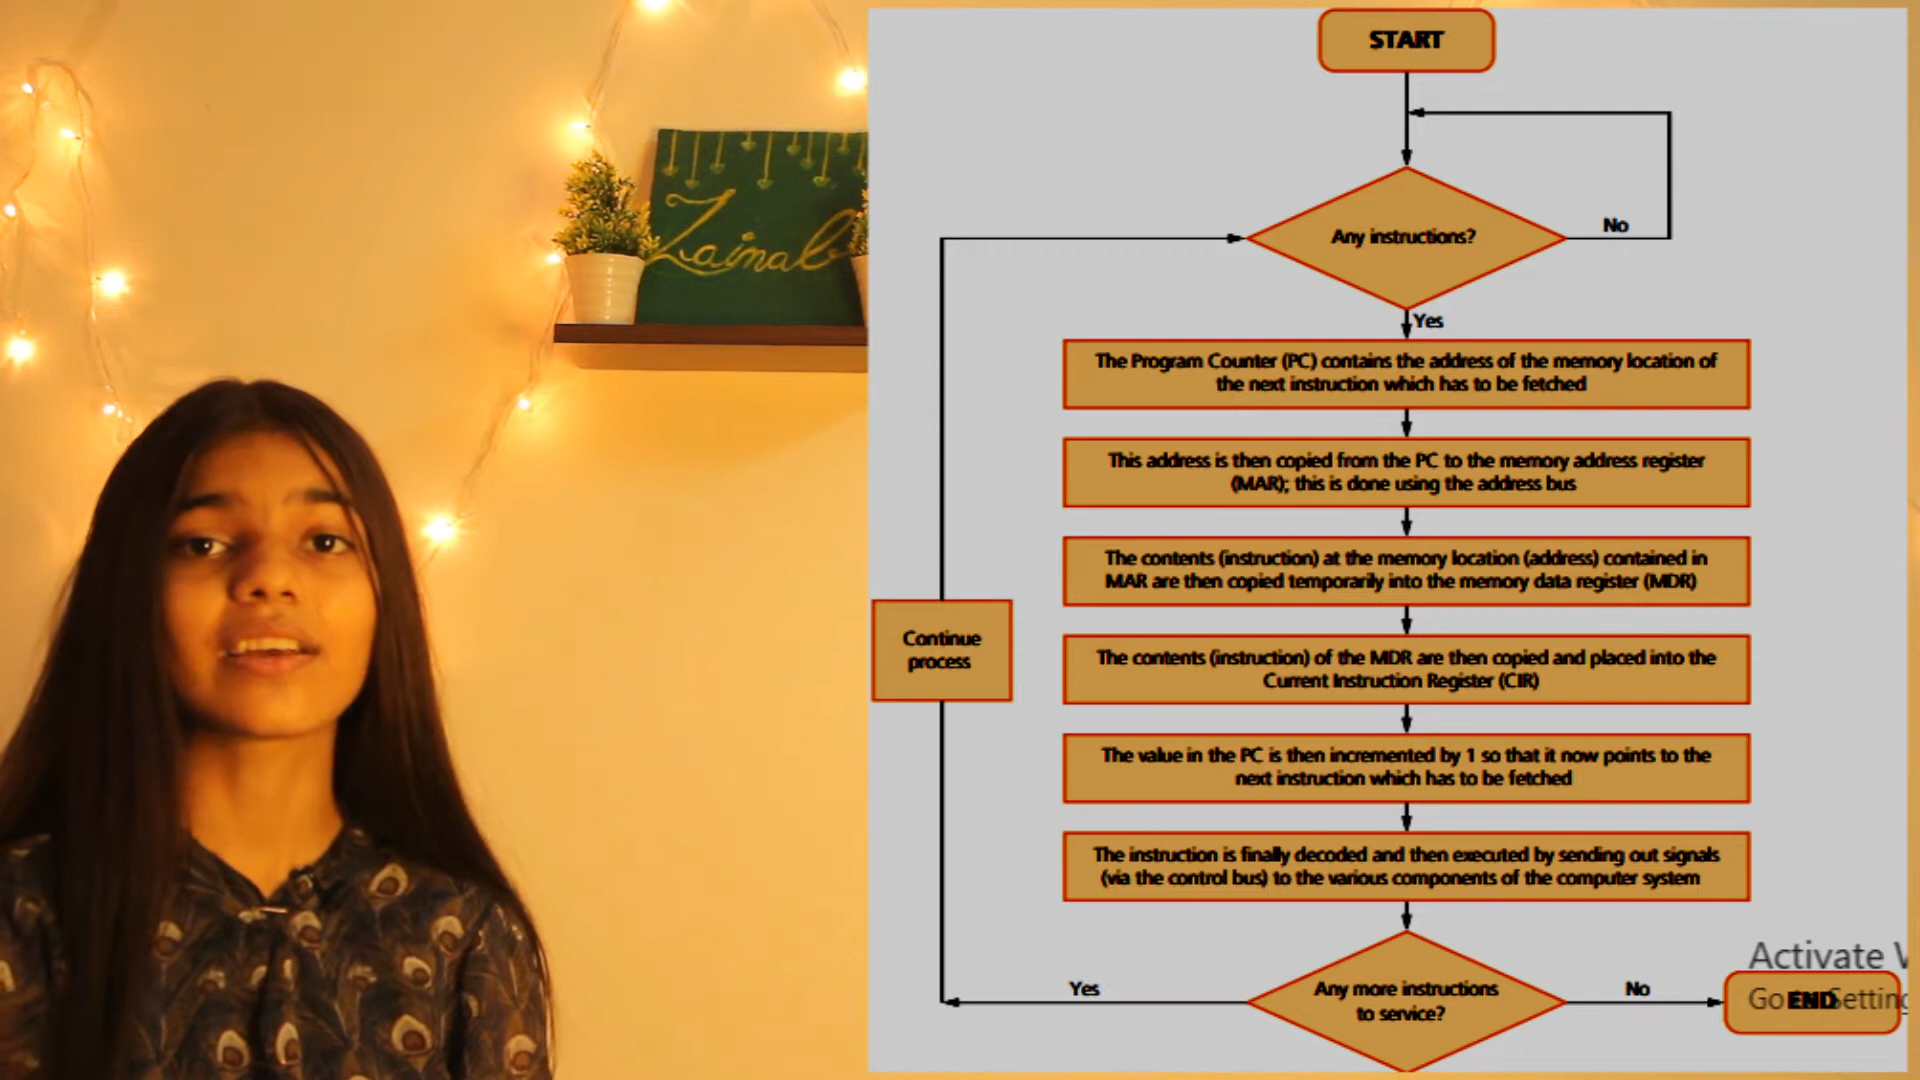 Zainab
START
Any instructions?
No
Yes
The Program Counter (PC) contains the address of the memory location of
the next instruction which has to be fetched
This address is then copied from the PC to the memory address register
(MAR); this is done using the address bus
The contents (instruction) at the memory location (address) contained in
MAR are then copied temporarily into the memory data register (MDR)
Continue
process
The contents (instruction) of the MDR are then copied and placed into the
Current Instruction Register (CIR)
The value in the PC is then incremented by 1 so that it now points to the
next instruction which has to be fetched
The instruction is finally decoded and then executed by sending out signals
(via the control bus) to the various components of the computer system
Any more instructions
to service?
Yes
No
END
Activate
Go